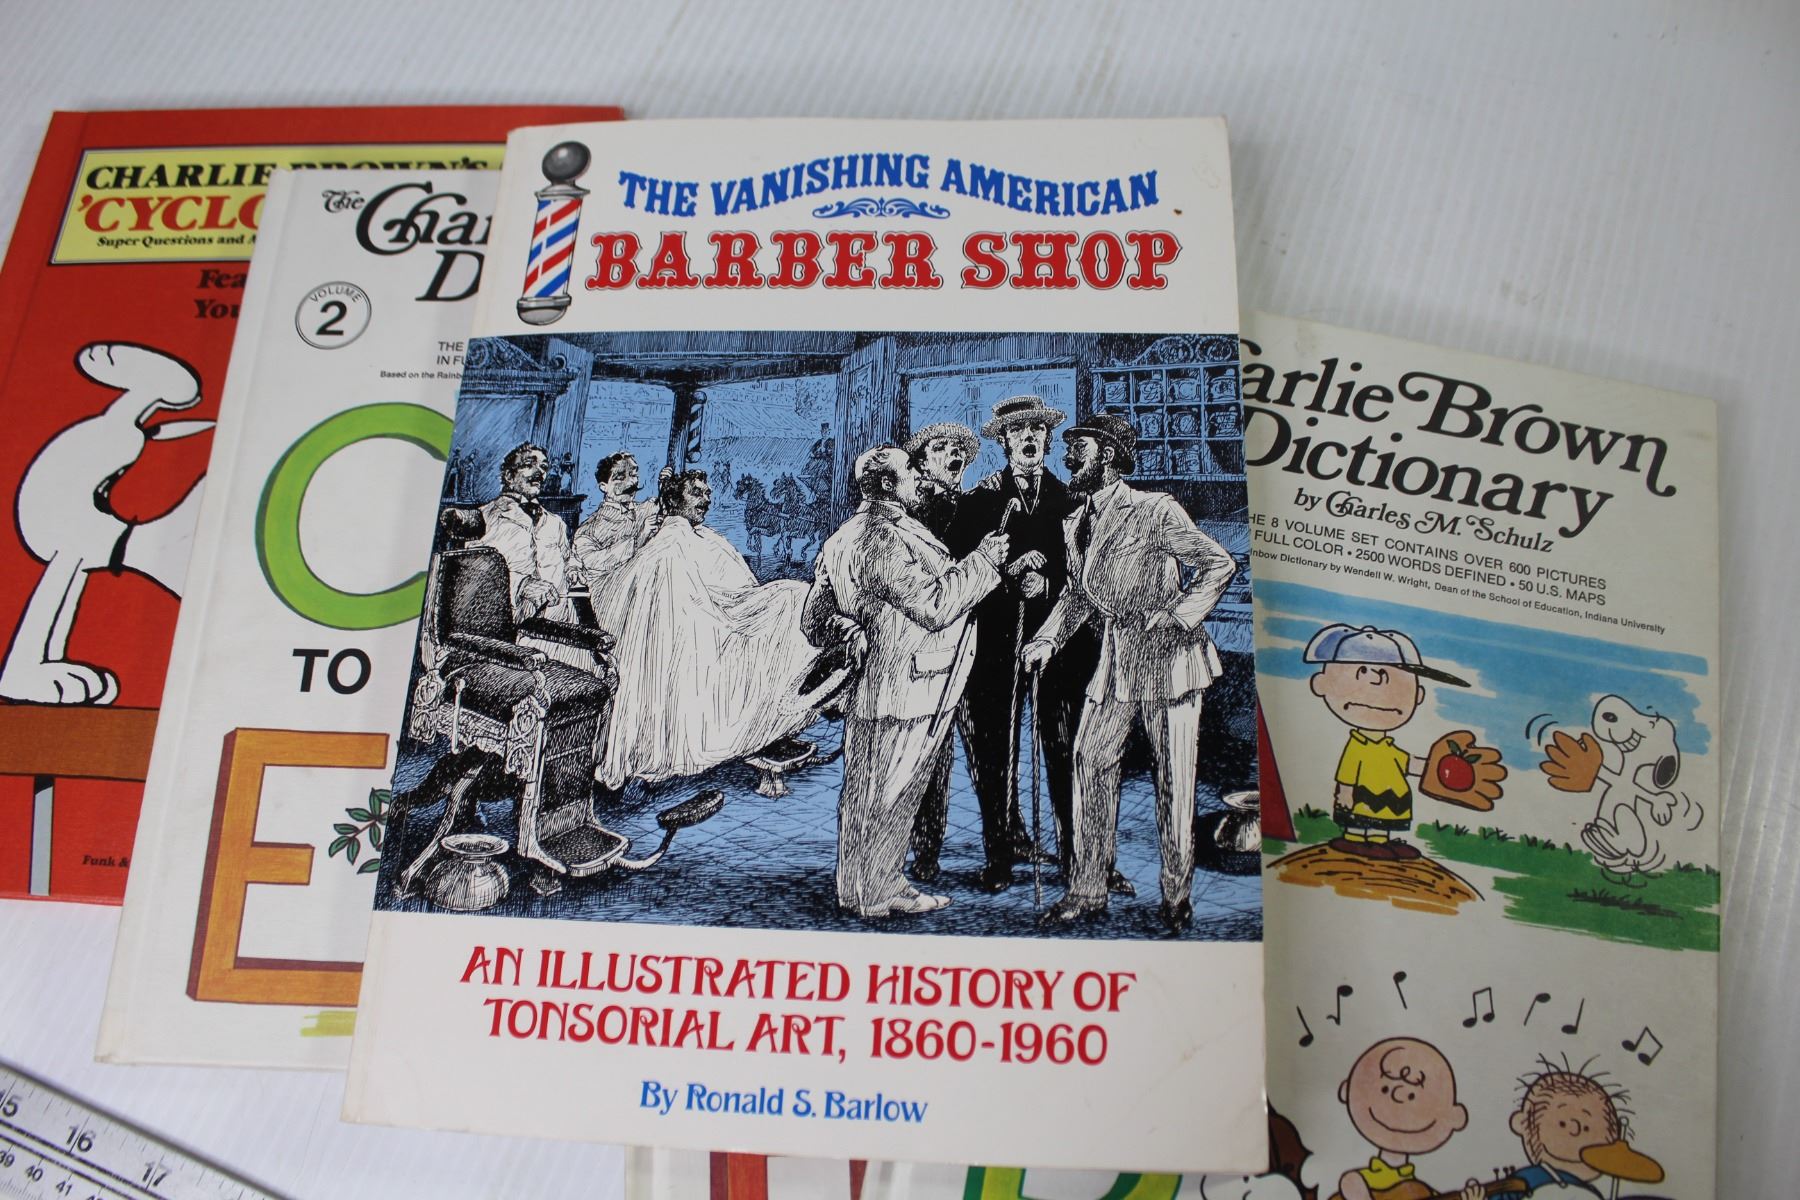 CHARLIE BROWN'S
'CYCLO
Super Questions and
Fea
You
Funk &
The
Char
D
VOLUME
2
THE
IN FU
Based on the Rainb
C
TO
E
THE VANISHING AMERICAN
BARBER SHOP
AN ILLUSTRATED HISTORY OF
TONSORIAL ART, 1860-1960
By Ronald S. Barlow
arlie Brown
Dictionary
by Charles M. Schulz
HE 8 VOLUME SET CONTAINS OVER 600 PICTURES
FULL COLOR • 2500 WORDS DEFINED • 50 U.S. MAPS
nbow Dictionary by Wendell W. Wright, Dean of the School of Education, Indiana University
15 16 17
39 40 41